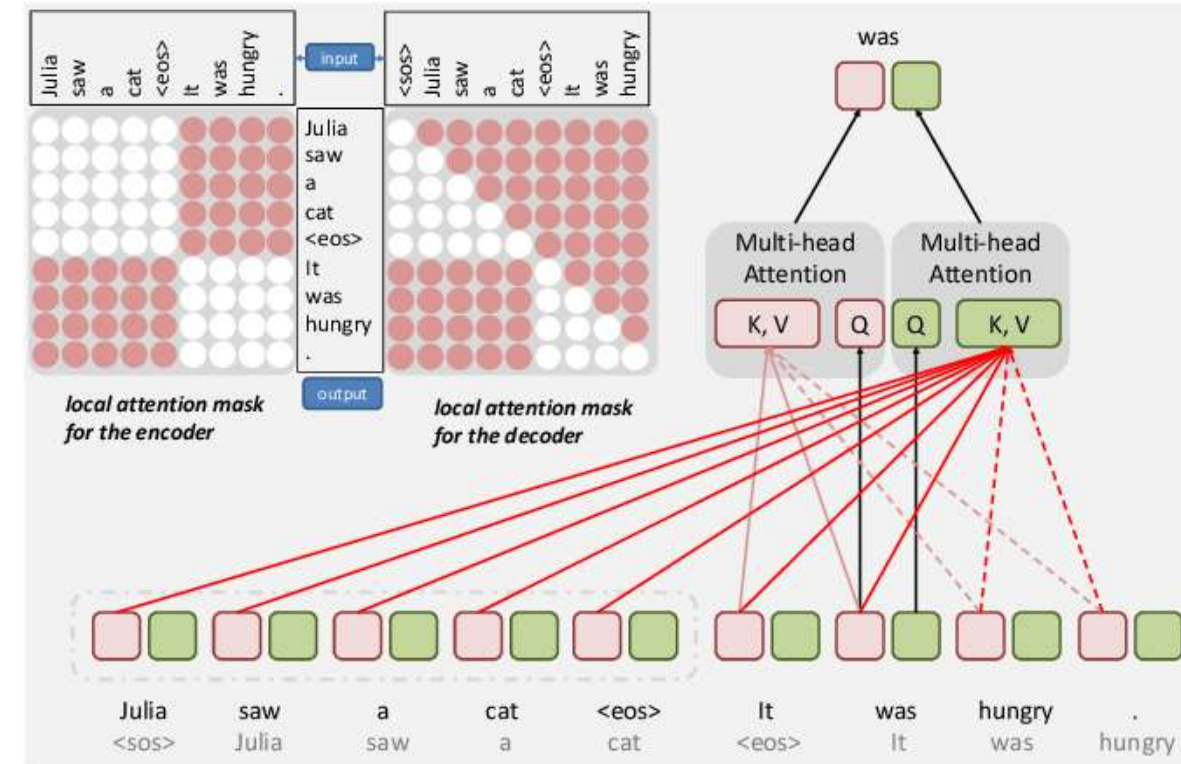 Julia saw a cat <eos> It was hungry .
input
<sos> Julia saw a cat <eos> It was hungry
Julia
saw
a
cat
<eos>
It
was
hungry
.
output
local attention mask
for the encoder
local attention mask
for the decoder
was
Multi-head
Attention
Multi-head
Attention
K, V
Q
Q
K, V
Julia saw a cat <eos> It was hungry .
<sos> Julia saw a cat <eos> It was hungry